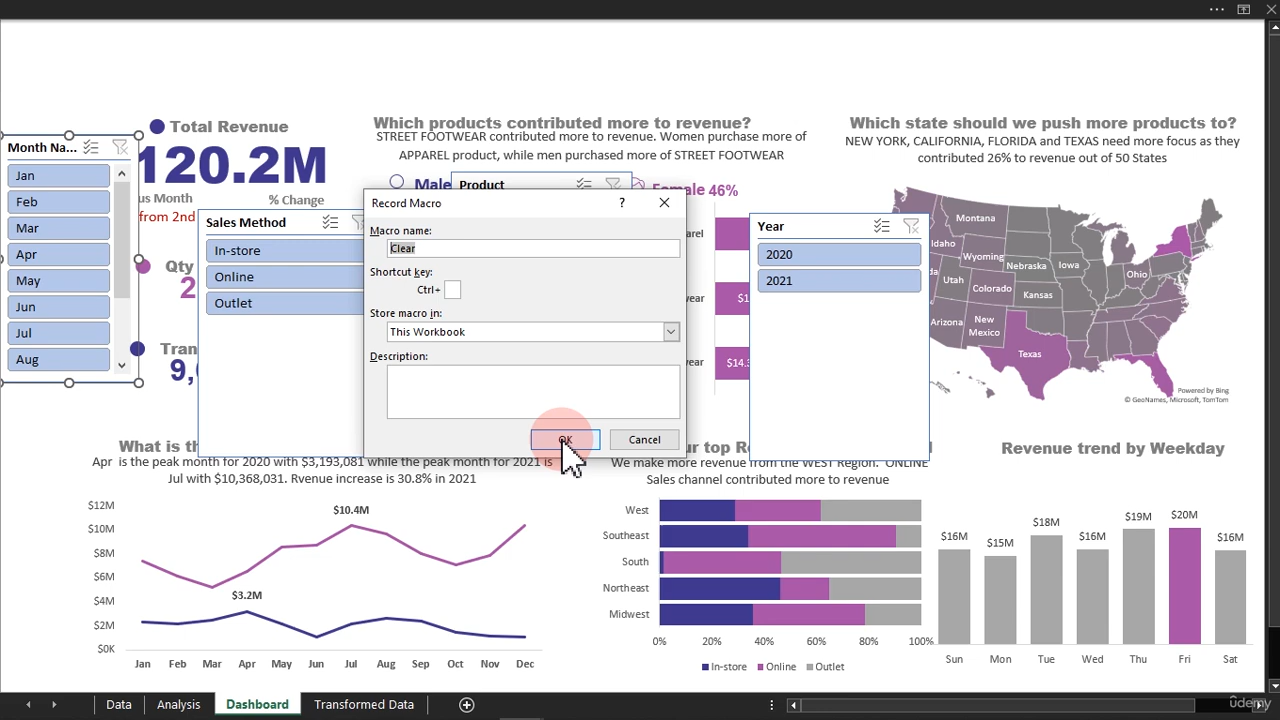 Total Revenue
120.2M
us Month
% Change
from 2nd
Month Na...
Jan
Feb
Mar
Apr
May
Jun
Jul
Aug
Qty
2
Tran
Which products contributed more to revenue?
STREET FOOTWEAR contributed more to revenue. Women purchase more of
APPAREL product, while men purchased more of STREET FOOTWEAR
Male
Product
Female 46%
Sales Method
In-store
Online
Outlet
Record Macro
?
Macro name:
Clear
Shortcut key:
Ctrl+
Store macro in:
This Workbook
Description:
OK
Cancel
arel
wear
$1
wear
$14.3
Year
2020
2021
Which state should we push more products to?
NEW YORK, CALIFORNIA, FLORIDA and TEXAS need more focus as they
contributed 26% to revenue out of 50 States
Montana
Idaho
Wyoming
Nebraska
Iowa
Ohio
Utah
Colorado
Kansas
Arizona
New
Mexico
Texas
Powered by Bing
© GeoNames, Microsoft, TomTom
What is th
Apr is the peak month for 2020 with $3,193,081 while the peak month for 2021 is
Jul with $10,368,031. Rvenue increase is 30.8% in 2021
$12M
$10M
$8M
$6M
$4M
$2M
$0K
$10.4M
$3.2M
Jan Feb Mar Apr May Jun Jul Aug Sep Oct Nov Dec
our top Re
We make more revenue from the WEST Region. ONLINE
Sales channel contributed more to revenue
West
Southeast
South
Northeast
Midwest
0% 20% 40% 60% 80% 100%
In-store Online Outlet
Revenue trend by Weekday
$16M $15M $18M $16M $19M $20M $16M
Sun Mon Tue Wed Thu Fri Sat
Data Analysis Dashboard Transformed Data
udemy